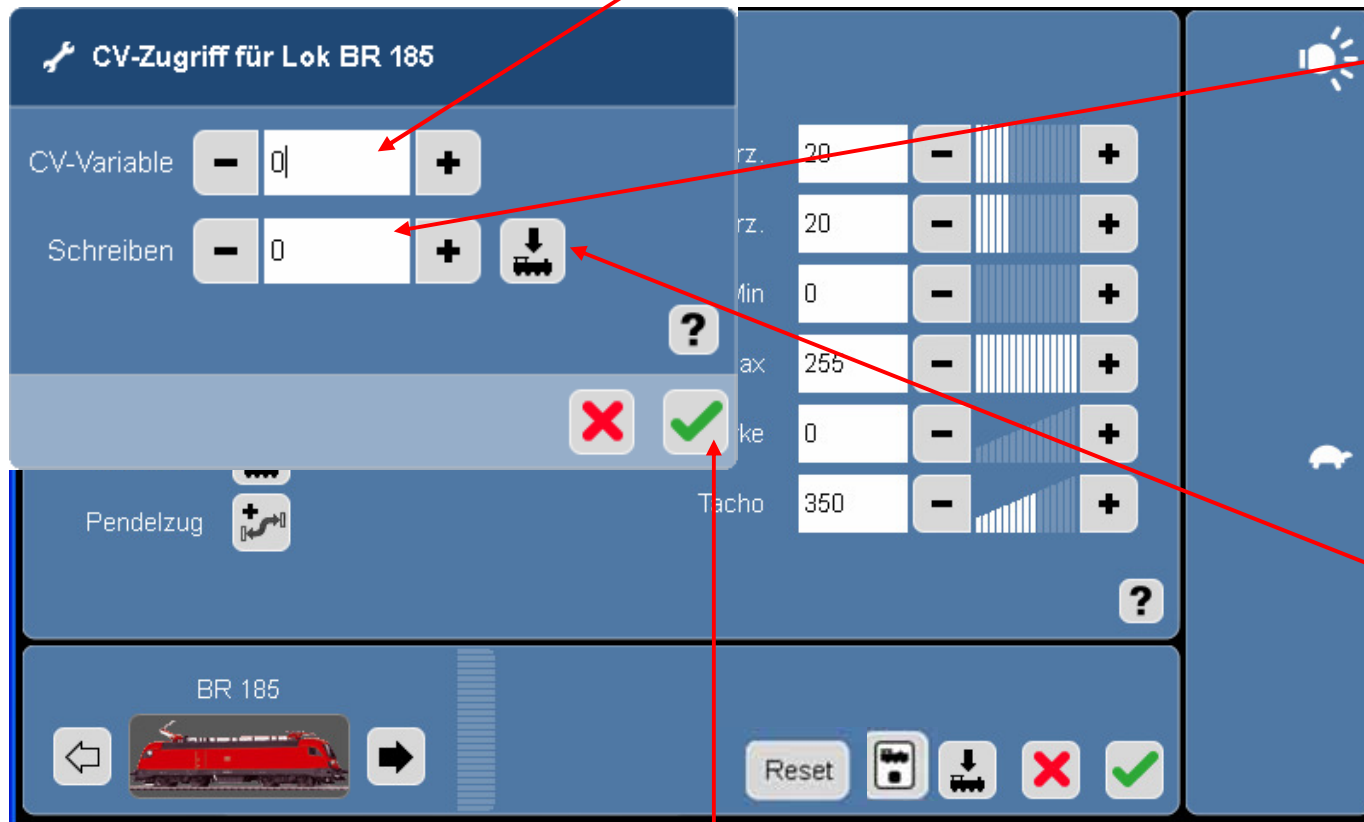 CV-Zugriff für Lok BR 185
CV-Variable 0
Schreiben 0
?
rz. 20
rz. 20
Min 0
ax 255
ke 0
Tacho 350
Pendelzug
?
BR 185
Reset